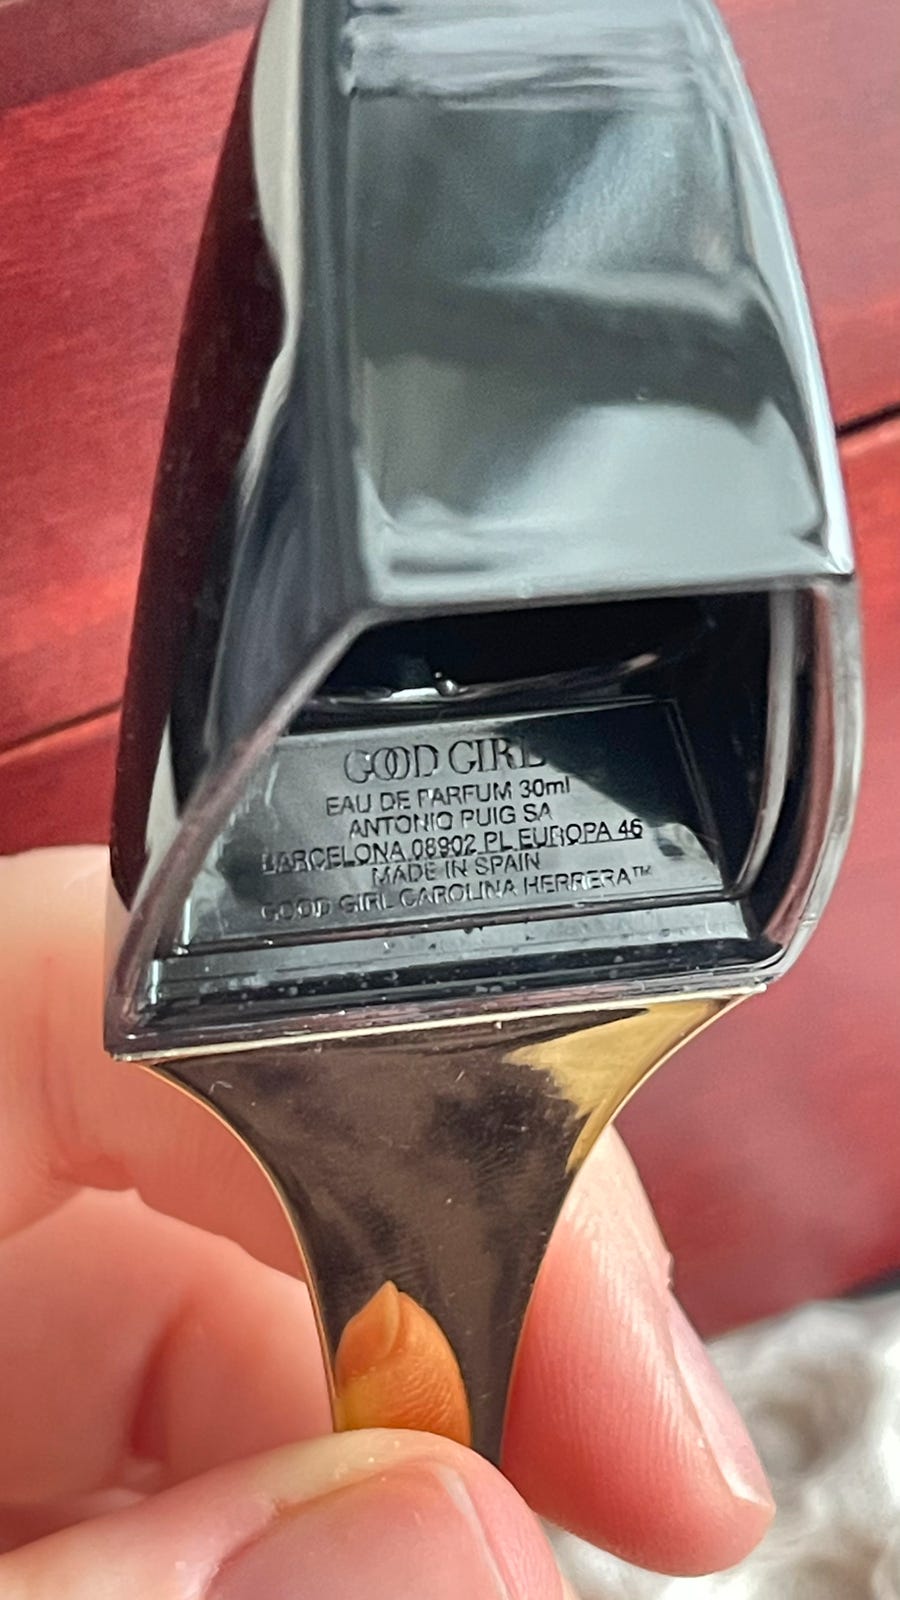 GOOD GIRL
EAU DE PARFUM 30ml
ANTONIO PUIG SA
BARCELONA.08902 PL.EUROPA 46
MADE IN SPAIN
GOOD GIRL CAROLINA HERRERA™